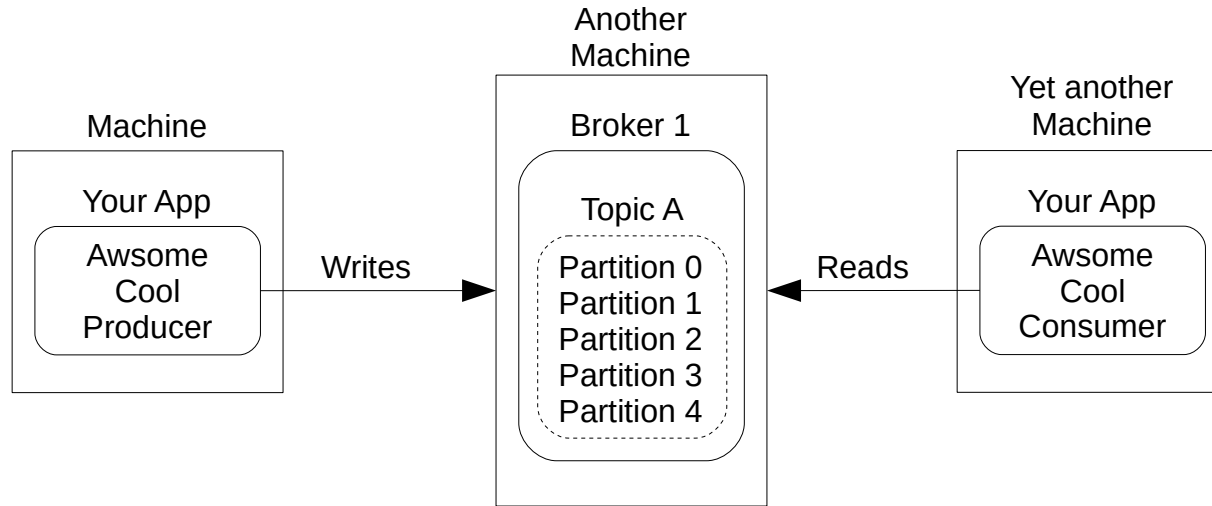 Machine
Your App
Awsome
Cool
Producer
Writes
Another
Machine
Broker 1
Topic A
Partition 0
Partition 1
Partition 2
Partition 3
Partition 4
Reads
Yet another
Machine
Your App
Awsome
Cool
Consumer